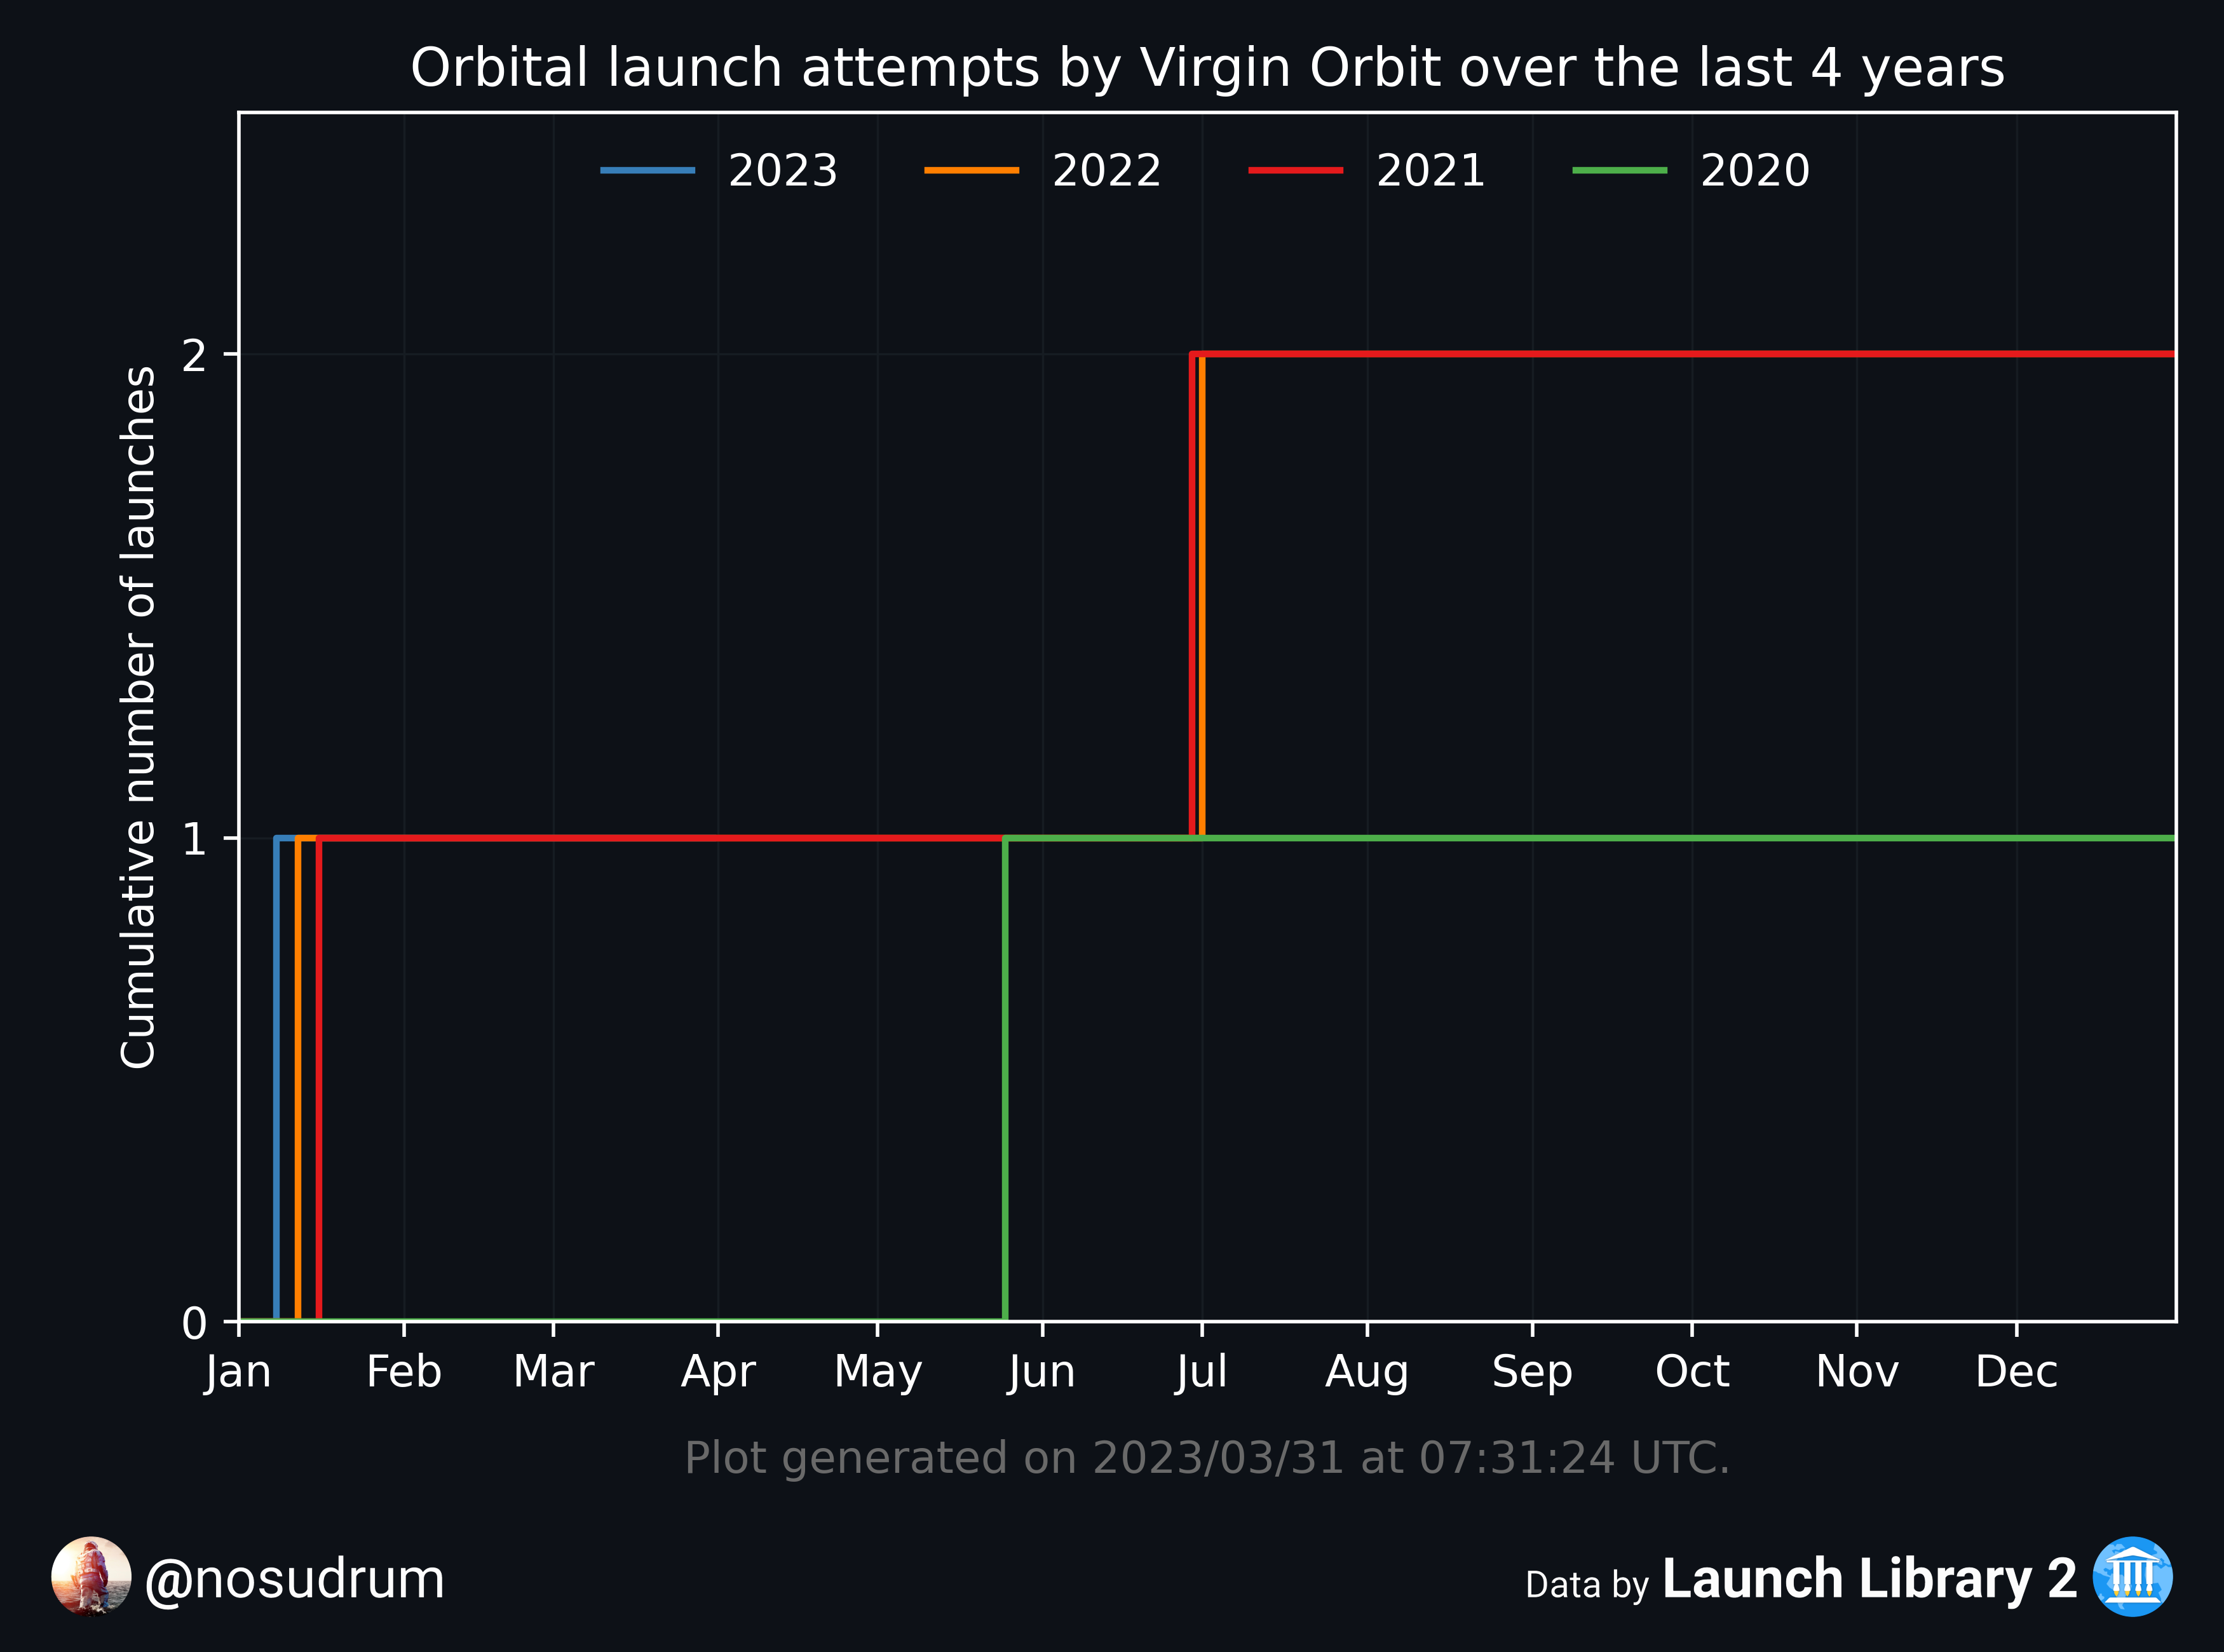 Orbital launch attempts by Virgin Orbit over the last 4 years
2023 2022 2021 2020
Cumulative number of launches
2
1
0
Jan Feb Mar Apr May Jun Jul Aug Sep Oct Nov Dec
Plot generated on 2023/03/31 at 07:31:24 UTC.
@nosudrum
Data by Launch Library 2